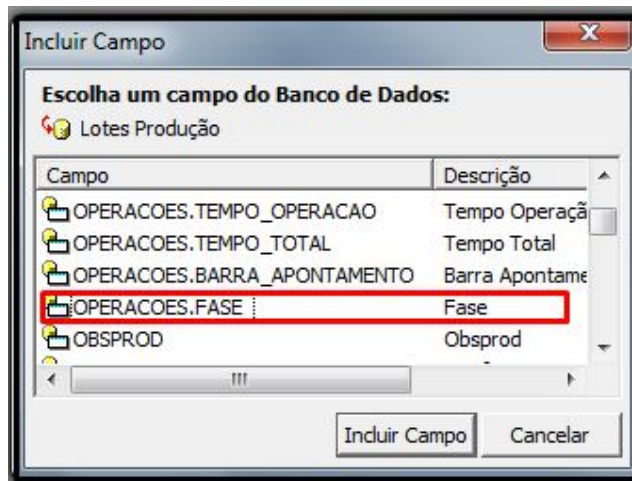 Incluir Campo
Escolha um campo do Banco de Dados:
Lotes Produção
Campo Descrição
OPERACOES.TEMPO_OPERACAO Tempo Operaçã
OPERACOES.TEMPO_TOTAL Tempo Total
OPERACOES.BARRA_APONTAMENTO Barra Apontame
OPERACOES.FASE Fase
OBSPROD Obsprod
Incluir Campo Cancelar